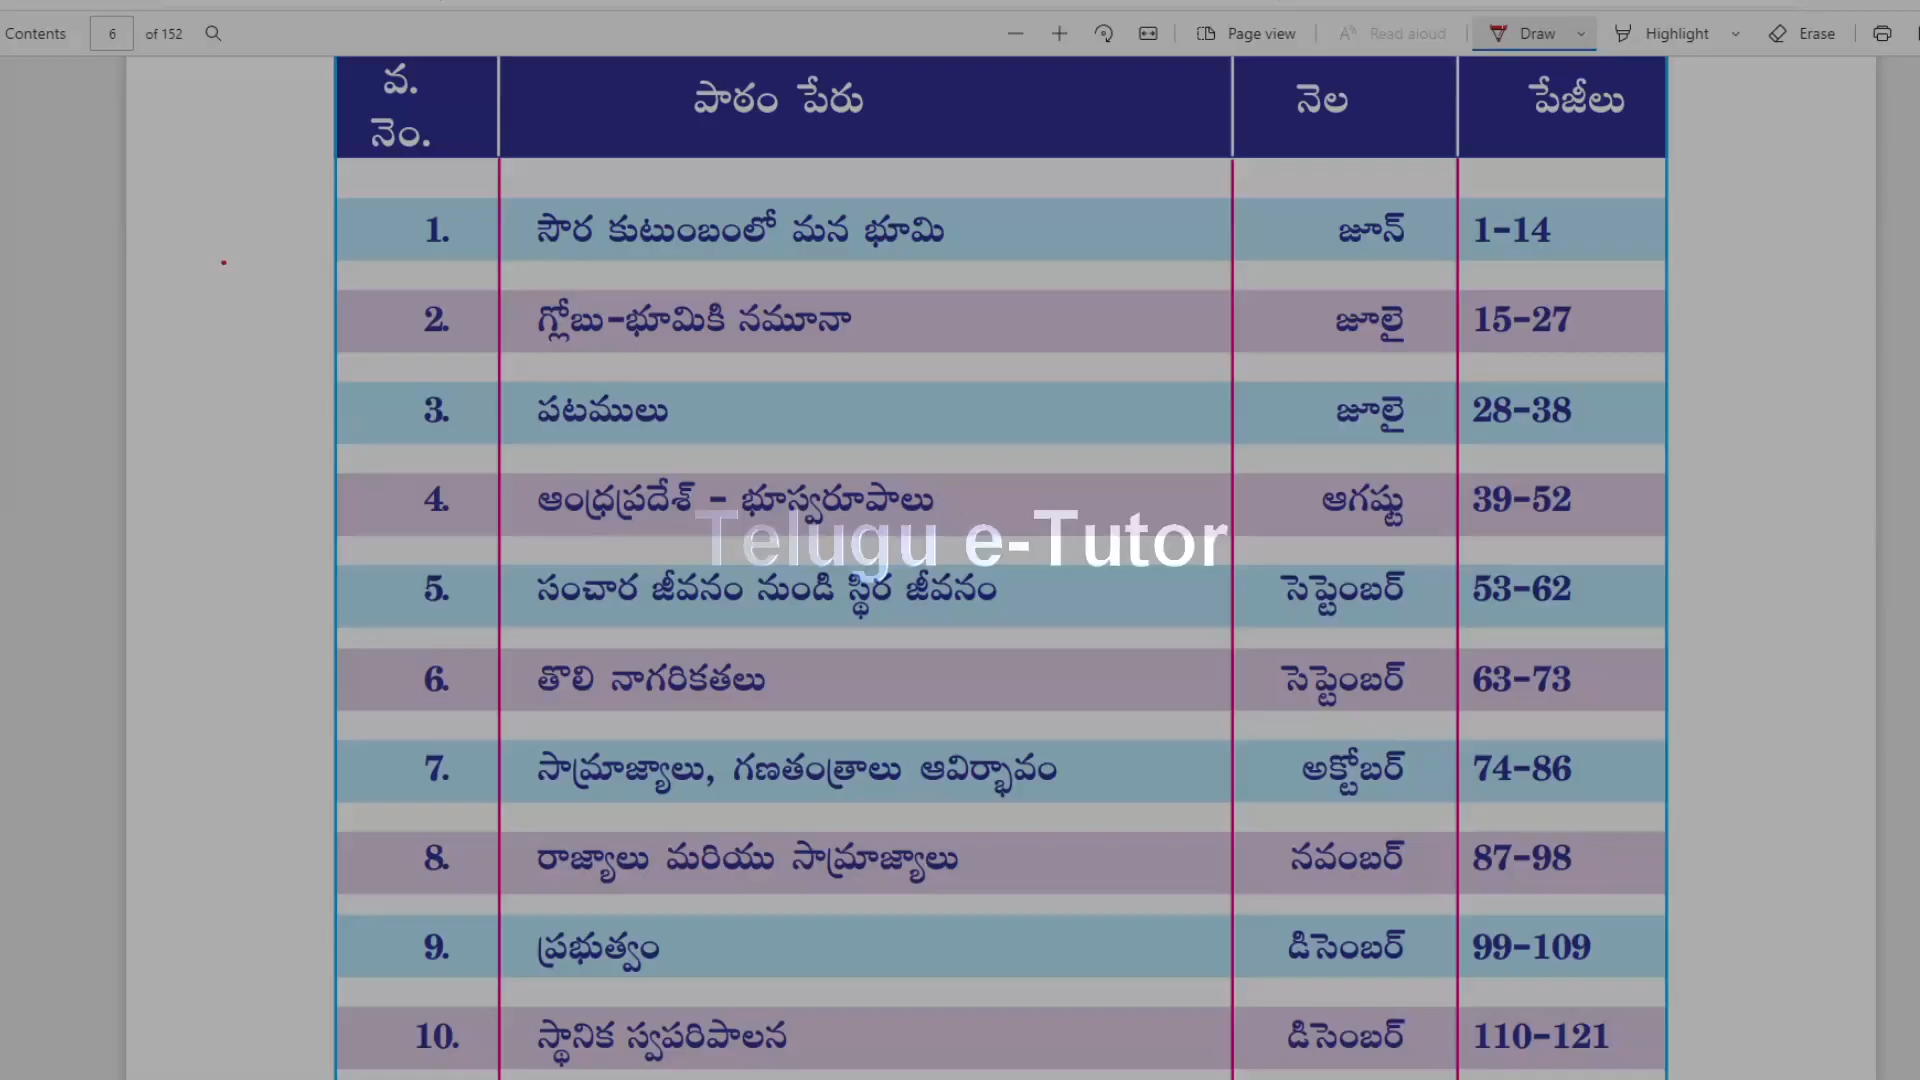 Contents 6 of 152 Page view Read aloud Draw Highlight Erase
వ. నెం. పాఠం పేరు నెల పేజీలు
1. సౌర కుటుంబంలో మన భూమి జూన్ 1-14
2. గ్లోబు-భూమికి నమూనా జూలై 15-27
3. పటములు జూలై 28-38
4. ఆంధ్రప్రదేశ్ - భూస్వరూపాలు ఆగష్టు 39-52
Telugu e-Tutor
5. సంచార జీవనం నుండి స్థిర జీవనం సెప్టెంబర్ 53-62
6. తొలి నాగరికతలు సెప్టెంబర్ 63-73
7. సామ్రాజ్యాలు, గణతంత్రాలు ఆవిర్భావం అక్టోబర్ 74-86
8. రాజ్యాలు మరియు సామ్రాజ్యాలు నవంబర్ 87-98
9. ప్రభుత్వం డిసెంబర్ 99-109
10. స్థానిక స్వపరిపాలన డిసెంబర్ 110-121